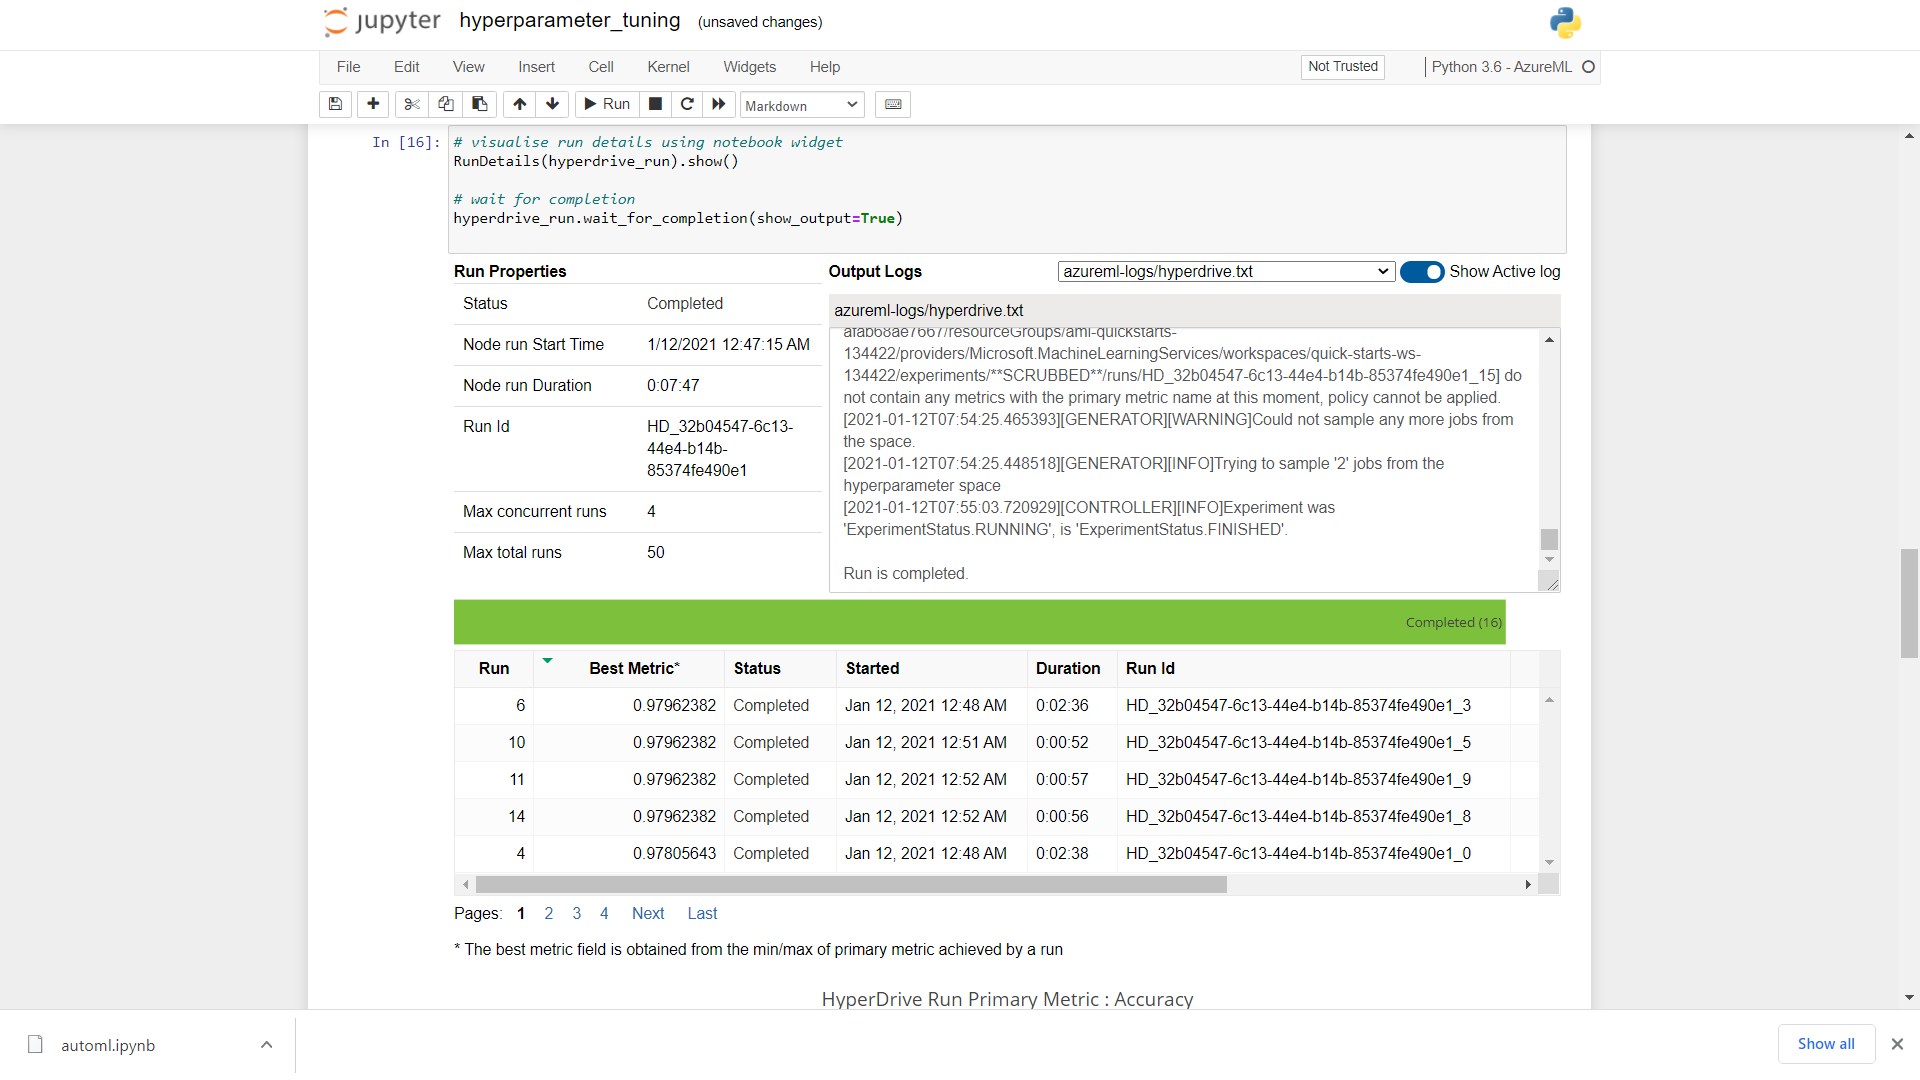 jupyter hyperparameter_tuning (unsaved changes)
File Edit View Insert Cell Kernel Widgets Help Not Trusted Python 3.6 - AzureML
Run Markdown
In [16]: # visualise run details using notebook widget
RunDetails(hyperdrive_run).show()
# wait for completion
hyperdrive_run.wait_for_completion(show_output=True)
Run Properties
Status Completed
Node run Start Time 1/12/2021 12:47:15 AM
Node run Duration 0:07:47
Run Id HD_32b04547-6c13-
44e4-b14b-
85374fe490e1
Max concurrent runs 4
Max total runs 50
Output Logs azureml-logs/hyperdrive.txt Show Active log
azureml-logs/hyperdrive.txt
afab68ae7667/resourceGroups/aml-quickstarts-
134422/providers/Microsoft.MachineLearningServices/workspaces/quick-starts-ws-
134422/experiments/**SCRUBBED**/runs/HD_32b04547-6c13-44e4-b14b-85374fe490e1_15] do
not contain any metrics with the primary metric name at this moment, policy cannot be applied.
[2021-01-12T07:54:25.465393][GENERATOR][WARNING]Could not sample any more jobs from
the space.
[2021-01-12T07:54:25.448518][GENERATOR][INFO]Trying to sample '2' jobs from the
hyperparameter space
[2021-01-12T07:55:03.720929][CONTROLLER][INFO]Experiment was
'ExperimentStatus.RUNNING', is 'ExperimentStatus.FINISHED'.
Run is completed.
Completed (16)
Run Best Metric* Status Started Duration Run Id
6 0.97962382 Completed Jan 12, 2021 12:48 AM 0:02:36 HD_32b04547-6c13-44e4-b14b-85374fe490e1_3
10 0.97962382 Completed Jan 12, 2021 12:51 AM 0:00:52 HD_32b04547-6c13-44e4-b14b-85374fe490e1_5
11 0.97962382 Completed Jan 12, 2021 12:52 AM 0:00:57 HD_32b04547-6c13-44e4-b14b-85374fe490e1_9
14 0.97962382 Completed Jan 12, 2021 12:52 AM 0:00:56 HD_32b04547-6c13-44e4-b14b-85374fe490e1_8
4 0.97805643 Completed Jan 12, 2021 12:48 AM 0:02:38 HD_32b04547-6c13-44e4-b14b-85374fe490e1_0
Pages: 1 2 3 4 Next Last
* The best metric field is obtained from the min/max of primary metric achieved by a run
HyperDrive Run Primary Metric : Accuracy
automl.ipynb Show all